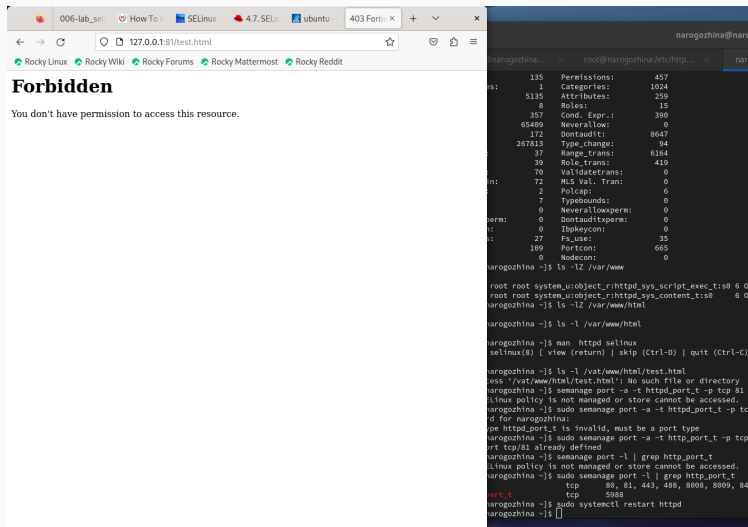 006-lab_seli
How To I
SELinux -
4.7. SELin
ubuntu -
403 Forbi
127.0.0.1:81/test.html
Rocky Linux Rocky Wiki Rocky Forums Rocky Mattermost Rocky Reddit
Forbidden
You don't have permission to access this resource.
narogozhina@naro
narogozhina:... × root@narogozhina:/etc/http... × nar
135 Permissions: 457
es: 1 Categories: 1024
5135 Attributes: 259
8 Roles: 15
357 Cond. Expr.: 390
65409 Neverallow: 0
172 Dontaudit: 8647
267813 Type_change: 94
: 37 Range_trans: 6164
39 Role_trans: 419
: 70 Validatetrans: 0
in: 72 MLS Val. Tran: 0
: 2 Polcap: 6
7 Typebounds: 0
0 Neverallowxperm: 0
perm: 0 Dontauditxperm: 0
m: 0 Ibpkeycon: 0
s: 27 Fs_use: 35
109 Portcon: 665
0 Nodecon: 0
narogozhina ~]$ ls -lZ /var/www
root root system_u:object_r:httpd_sys_script_exec_t:s0 6 O
root root system_u:object_r:httpd_sys_content_t:s0 6 O
narogozhina ~]$ ls -lZ /var/www/html
narogozhina ~]$ ls -l /var/www/html
narogozhina ~]$ man httpd selinux
selinux(8) [ view (return) | skip (Ctrl-D) | quit (Ctrl-C)
narogozhina ~]$ ls -l /vat/www/html/test.html
cess '/vat/www/html/test.html': No such file or directory
narogozhina ~]$ semanage port -a -t httpd_port_t -p tcp 81
ELinux policy is not managed or store cannot be accessed.
narogozhina ~]$ sudo semanage port -a -t httpd_port_t -p tc
rd for narogozhina:
ype httpd_port_t is invalid, must be a port type
narogozhina ~]$ sudo semanage port -a -t http_port_t -p tcp
ort tcp/81 already defined
narogozhina ~]$ semanage port -l | grep http_port_t
ELinux policy is not managed or store cannot be accessed.
narogozhina ~]$ sudo semanage port -l | grep http_port_t
tcp 80, 81, 443, 488, 8008, 8009, 84
port_t tcp 5988
narogozhina ~]$ sudo systemctl restart httpd
narogozhina ~]$